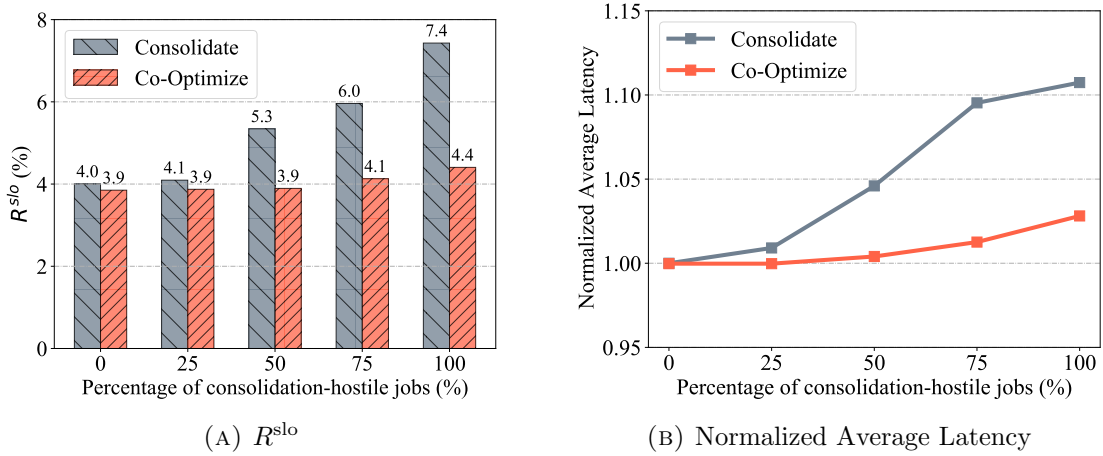 8
6
4
2
0
R^slo (%)
Consolidate
Co-Optimize
4.0
3.9
4.1
3.9
5.3
3.9
6.0
4.1
7.4
4.4
0 25 50 75 100
Percentage of consolidation-hostile jobs (%)
(A) R^slo
1.15
1.10
1.05
1.00
0.95
Normalized Average Latency
Consolidate
Co-Optimize
0 25 50 75 100
Percentage of consolidation-hostile jobs (%)
(B) Normalized Average Latency